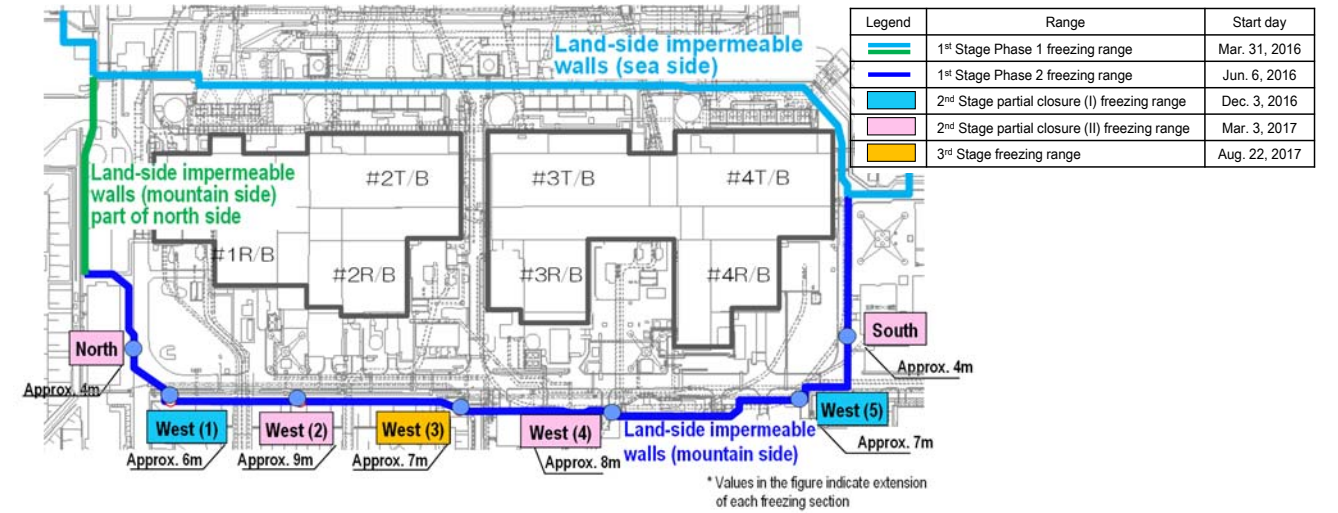 Legend Range Start day
1st Stage Phase 1 freezing range Mar. 31, 2016
1st Stage Phase 2 freezing range Jun. 6, 2016
2nd Stage partial closure (I) freezing range Dec. 3, 2016
2nd Stage partial closure (II) freezing range Mar. 3, 2017
3rd Stage freezing range Aug. 22, 2017
Land-side impermeable
walls (sea side)
Land-side impermeable
walls (mountain side)
part of north side
#2T/B
#3T/B
#4T/B
#1R/B
#2R/B
#3R/B
#4R/B
North
Approx. 4m
South
Approx. 4m
West (1)
Approx. 6m
West (2)
Approx. 9m
West (3)
Approx. 7m
West (4)
Approx. 8m
West (5)
Approx. 7m
Land-side impermeable
walls (mountain side)
* Values in the figure indicate extension
of each freezing section